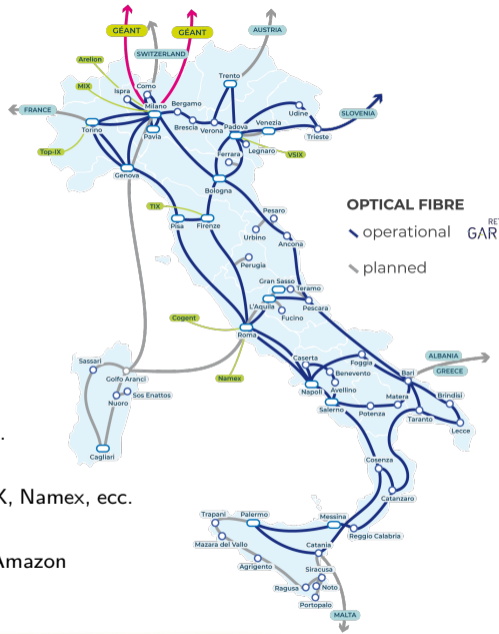 GÉANT
GÉANT
AUSTRIA
SWITZERLAND
Arelion
MIX
Ispra
Como
Milano
Bergamo
Trento
FRANCE
Torino
Pavia
Brescia
Verona
Padova
Venezia
Udine
Trieste
SLOVENIA
Top-IX
Ferrara
Legnaro
VSIX
Genova
Bologna
TIX
Pisa
Firenze
Pesaro
Urbino
Ancona
OPTICAL FIBRE
RE
operational
GAR
planned
Perugia
Gran Sasso
Teramo
L'Aquila
Pescara
Fucino
Cogent
Roma
Namex
Caserta
Foggia
Benevento
Bari
ALBANIA
GREECE
Sassari
Golfo Aranci
Nuoro
Sos Enattos
Cagliari
Napoli
Avellino
Salerno
Matera
Potenza
Brindisi
Taranto
Lecce
.
X, Namex, ecc.
Amazon
Cosenza
Catanzaro
Trapani
Palermo
Messina
Reggio Calabria
Mazara del Vallo
Agrigento
Catania
Siracusa
Ragusa
Noto
Portopalo
MALTA